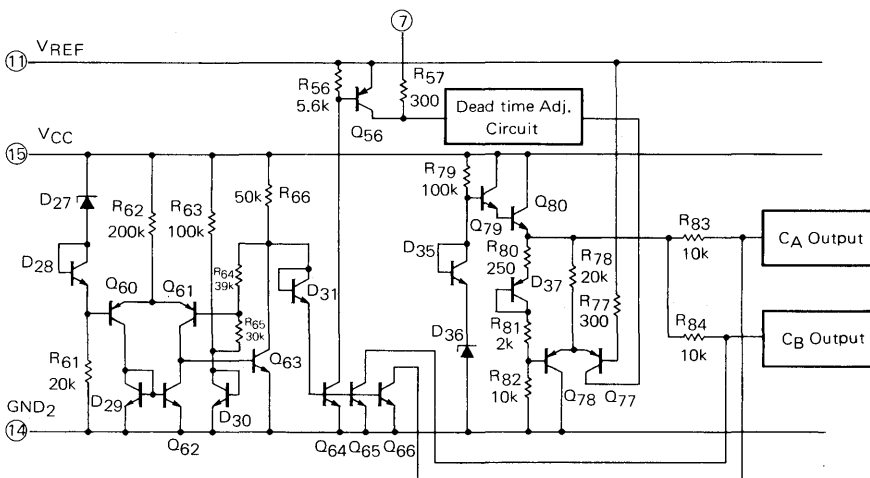 7
11 VREF
R56
5.6k
R57
300
Dead time Adj.
Circuit
Q56
15 VCC
D27
R62
200k
R63
100k
50k R66
R79
100k
Q79
Q80
D28
Q60
Q61
R64
39k
R65
30k
D31
D35
R80
250
D37
R78
20k
R77
300
R83
10k
CA Output
R61
20k
D29
Q63
D30
D36
R81
2k
R82
10k
R84
10k
CB Output
GND2
14
Q62
Q64 Q65 Q66
Q78
Q77